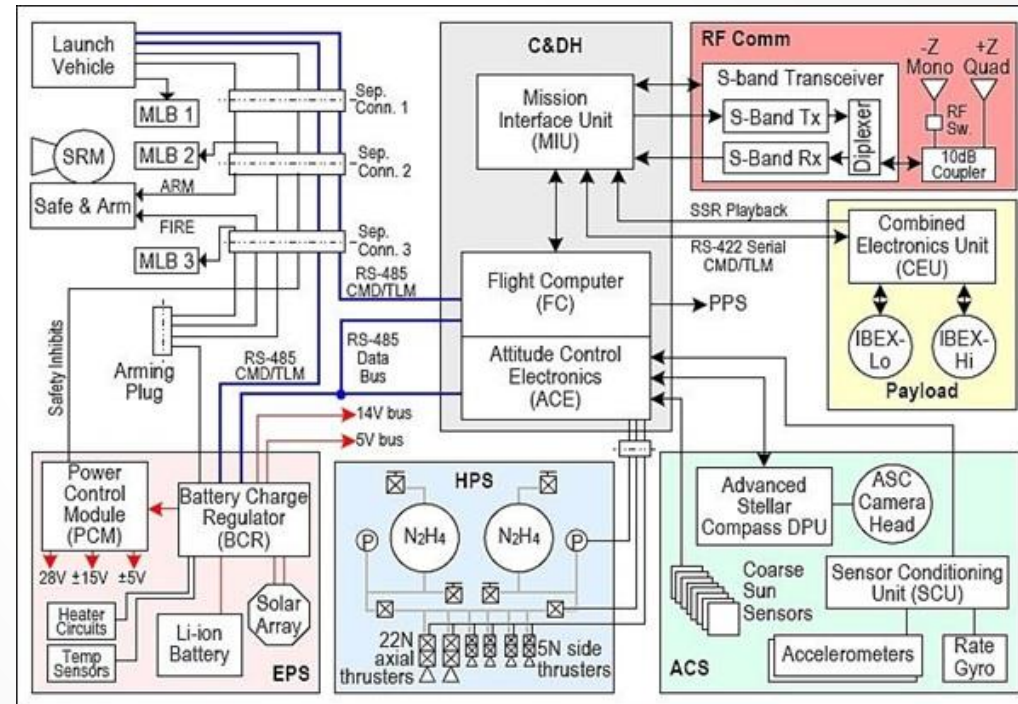 Launch
Vehicle
MLB 1
MLB 2
SRM
Safe & Arm
ARM
FIRE
MLB 3
Sep.
Conn. 1
Sep.
Conn. 2
Sep.
Conn. 3
RS-485
CMD/TLM
Arming
Plug
Safety Inhibits
RS-485
CMD/TLM
RS-485
Data
Bus
14V bus
5V bus
C&DH
Mission
Interface Unit
(MIU)
Flight Computer
(FC)
PPS
Attitude Control
Electronics
(ACE)
RF Comm
-Z
Mono
+Z
Quad
S-band Transceiver
S-Band Tx
S-Band Rx
Diplexer
RF
Sw.
10dB
Coupler
SSR Playback
RS-422 Serial
CMD/TLM
Combined
Electronics Unit
(CEU)
IBEX-
Lo
IBEX-
Hi
Payload
Power
Control
Module
(PCM)
Battery Charge
Regulator
(BCR)
28V ±15V ±5V
Heater
Circuits
Temp
Sensors
Li-ion
Battery
Solar
Array
EPS
HPS
N2H4
N2H4
P
P
22N
axial
thrusters
5N side
thrusters
Advanced
Stellar
Compass DPU
ASC
Camera
Head
Coarse
Sun
Sensors
Sensor Conditioning
Unit (SCU)
Accelerometers
Rate
Gyro
ACS